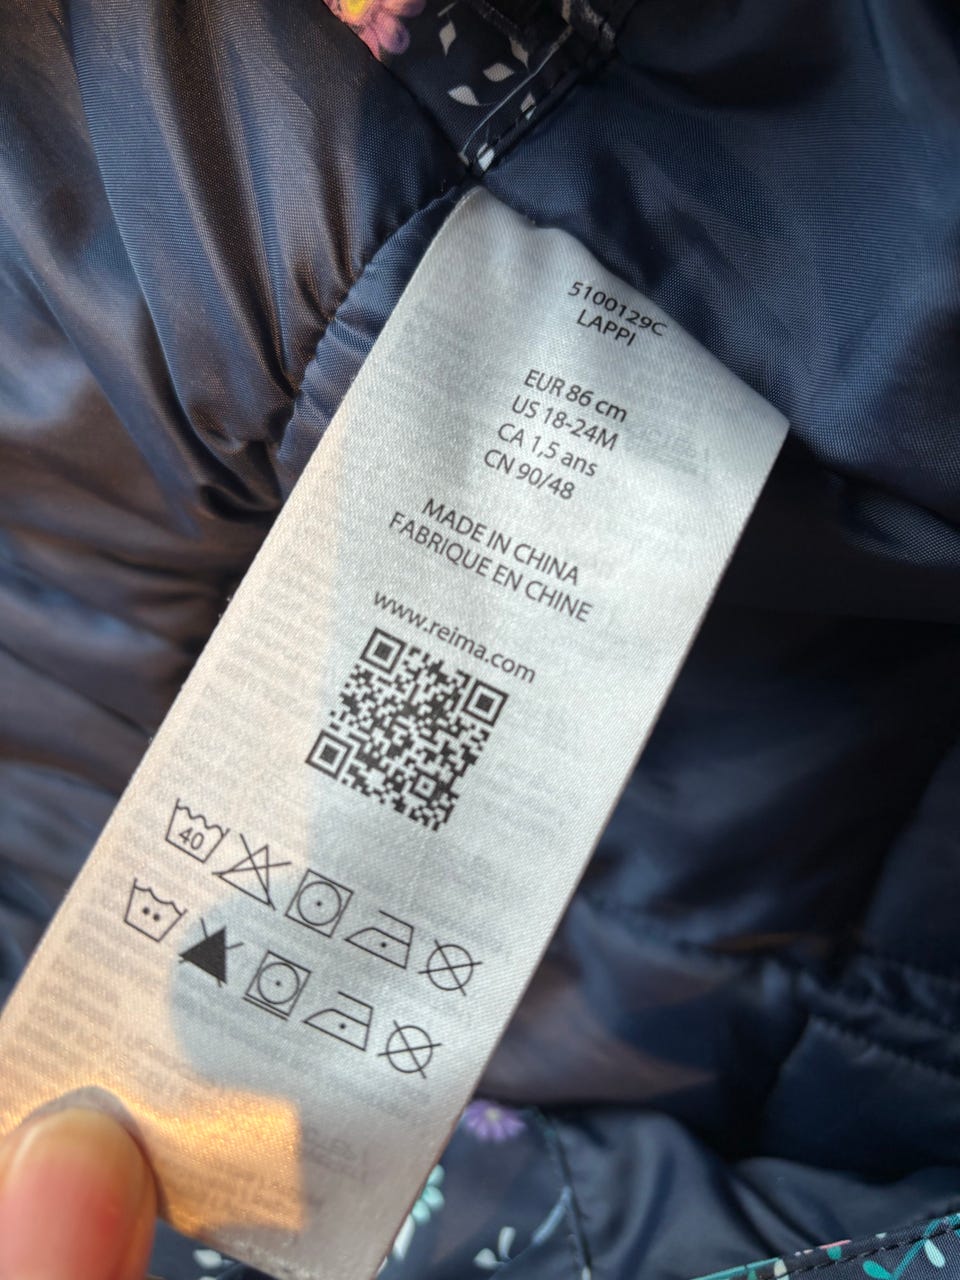 5100129C
LAPPI
EUR 86 cm
US 18-24M
CA 1,5 ans
CN 90/48
MADE IN CHINA
FABRIQUE EN CHINE
www.reima.com
40